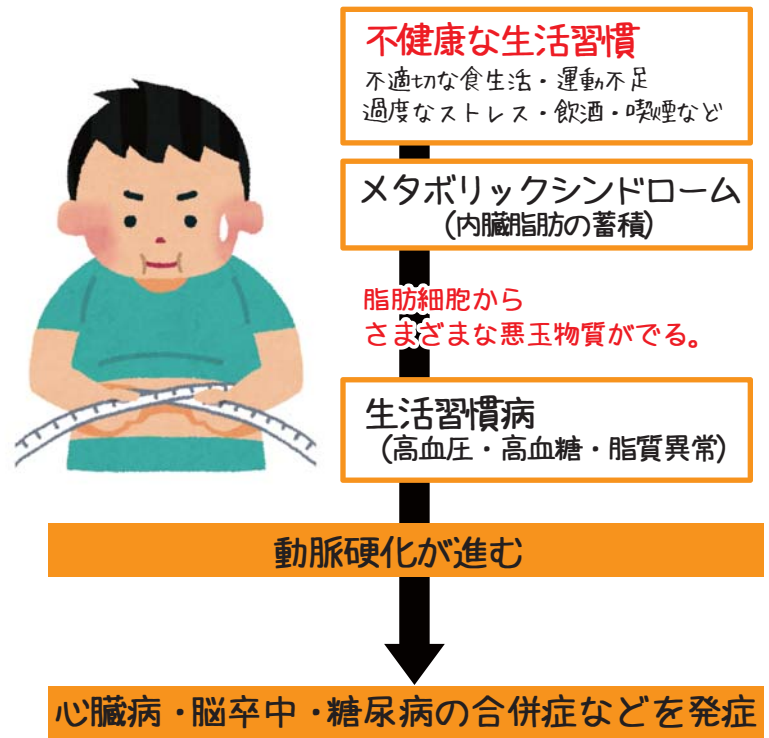 不健康な生活習慣
不適切な食生活・運動不足
過度なストレス・飲酒・喫煙など
メタボリックシンドローム
(内臓脂肪の蓄積)
脂肪細胞から
さまざまな悪玉物質がでる。
生活習慣病
(高血圧・高血糖・脂質異常)
動脈硬化が進む
心臓病・脳卒中・糖尿病の合併症などを発症